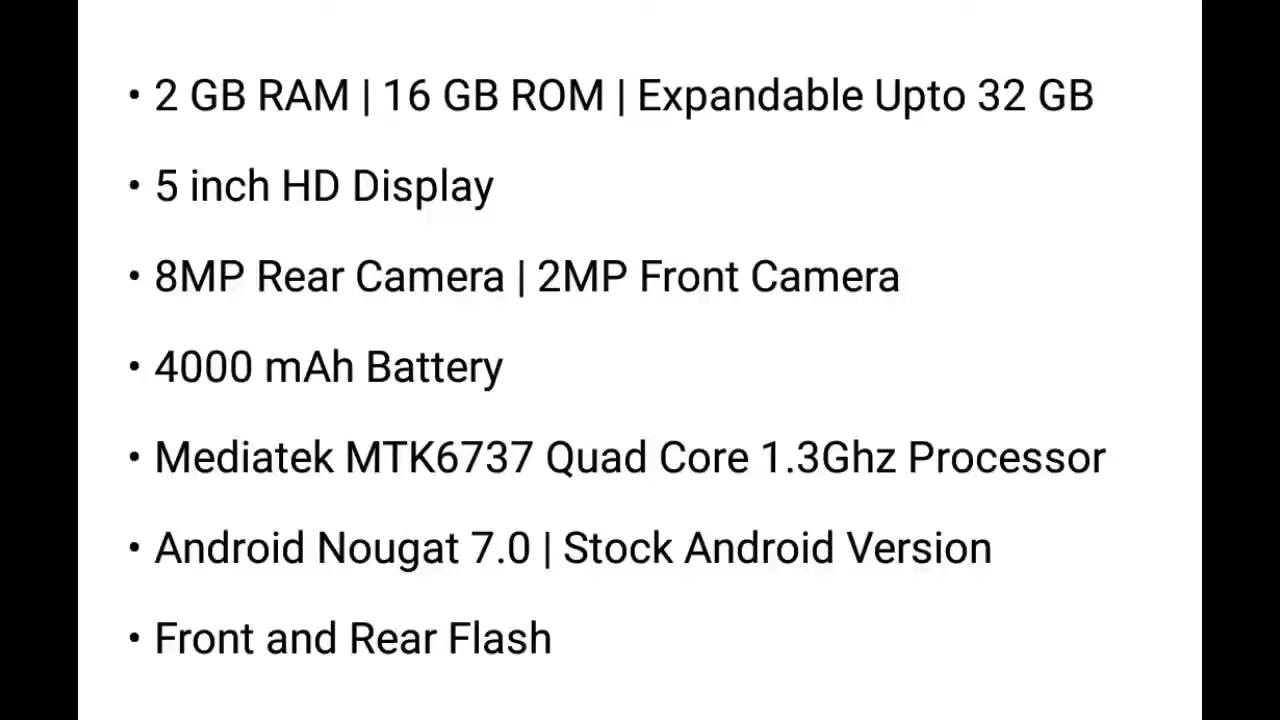 • 2 GB RAM | 16 GB ROM | Expandable Upto 32 GB
• 5 inch HD Display
• 8MP Rear Camera | 2MP Front Camera
• 4000 mAh Battery
• Mediatek MTK6737 Quad Core 1.3Ghz Processor
• Android Nougat 7.0 | Stock Android Version
• Front and Rear Flash